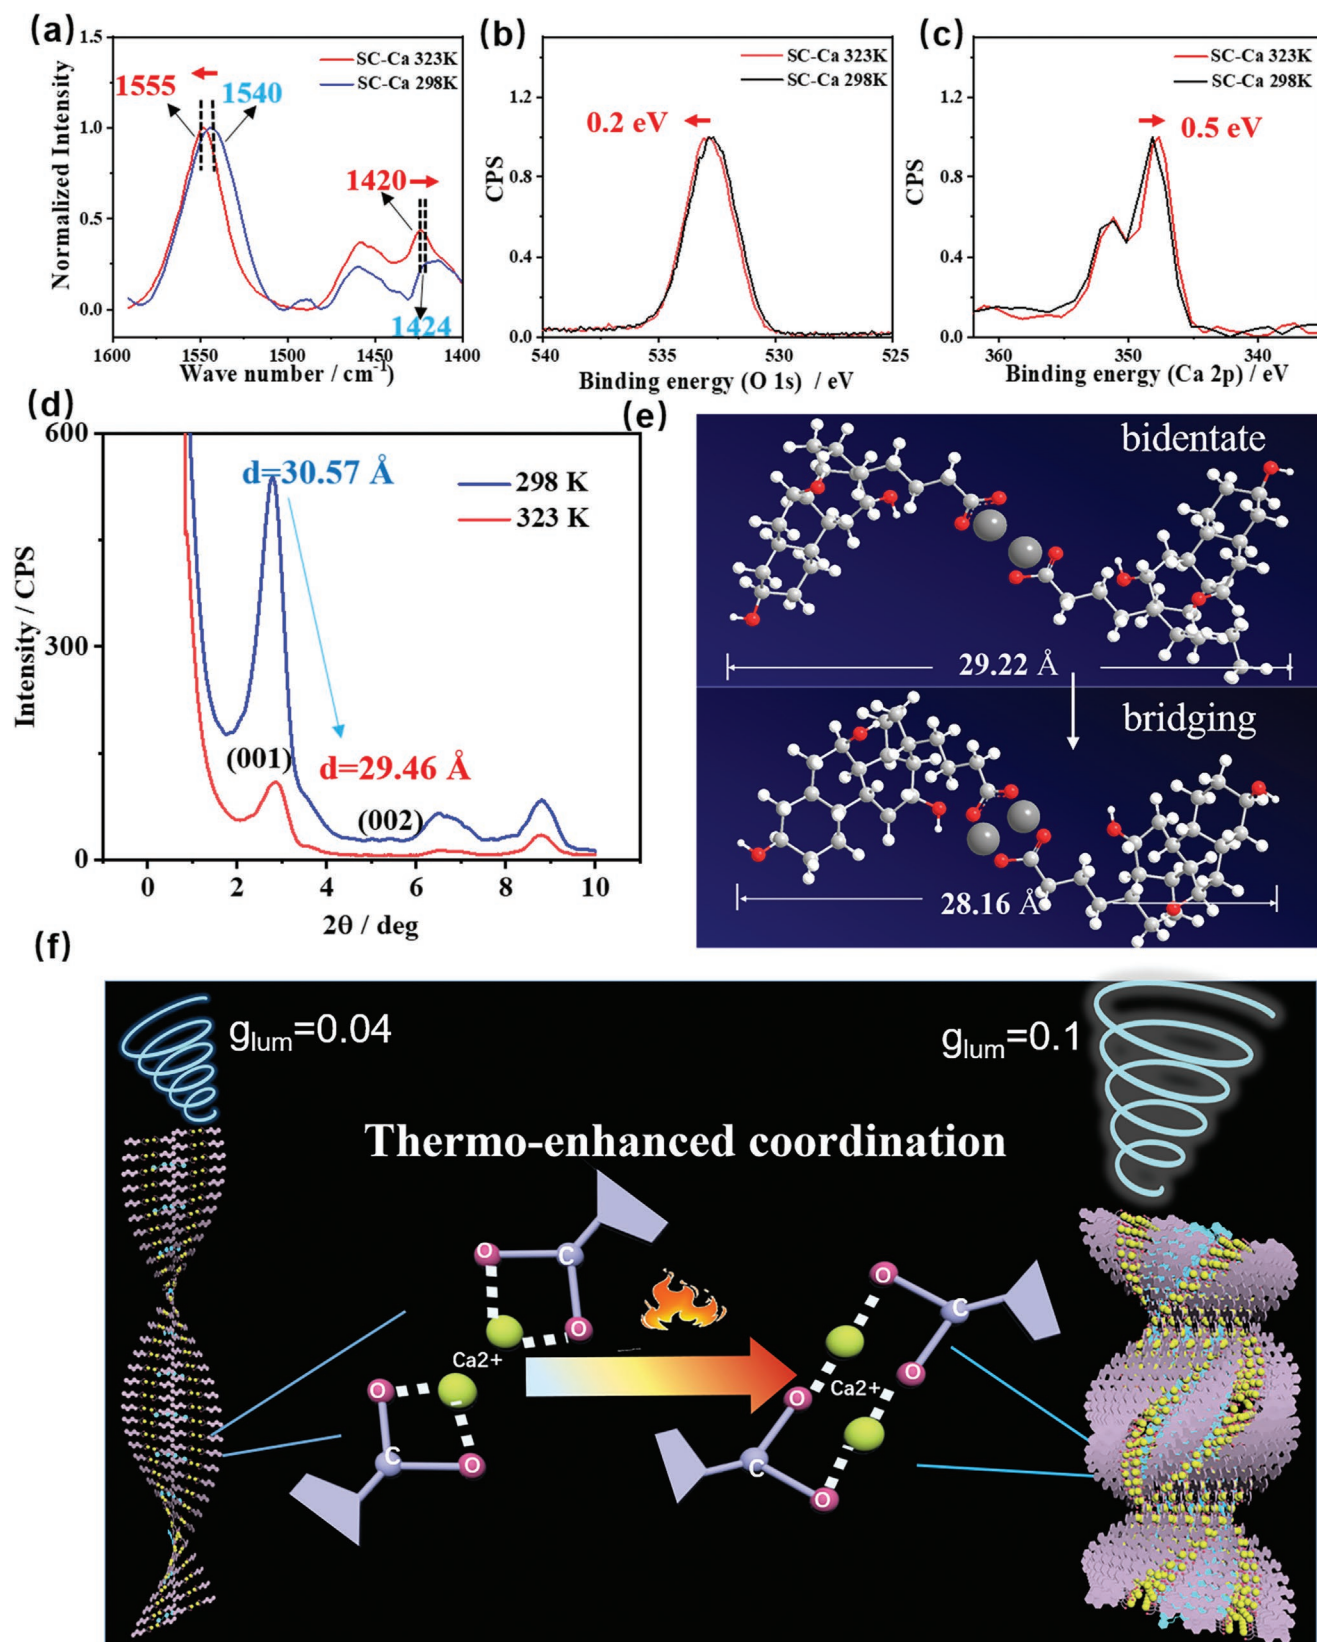 (a)
1.5
1.0
0.5
0.0
Normalized Intensity
SC-Ca 323K
SC-Ca 298K
1555
1540
1420
1424
1600
1550
1500
1450
1400
Wave number / cm⁻¹)
(b)
1.2
0.8
0.4
0.0
CPS
SC-Ca 323K
SC-Ca 298K
0.2 eV
540
535
530
525
Binding energy (O 1s) / eV
(c)
1.2
0.8
0.4
0.0
CPS
SC-Ca 323K
SC-Ca 298K
0.5 eV
360
350
340
Binding energy (Ca 2p) / eV
(d)
600
300
0
Intensity / CPS
d=30.57 Å
298 K
323 K
(001)
d=29.46 Å
(002)
0
2
4
6
8
10
2θ / deg
(e)
bidentate
29.22 Å
bridging
28.16 Å
(f)
glum=0.04
glum=0.1
Thermo-enhanced coordination
O
C
O
Ca2+
O
C
O
O
C
O
Ca2+
O
C
O